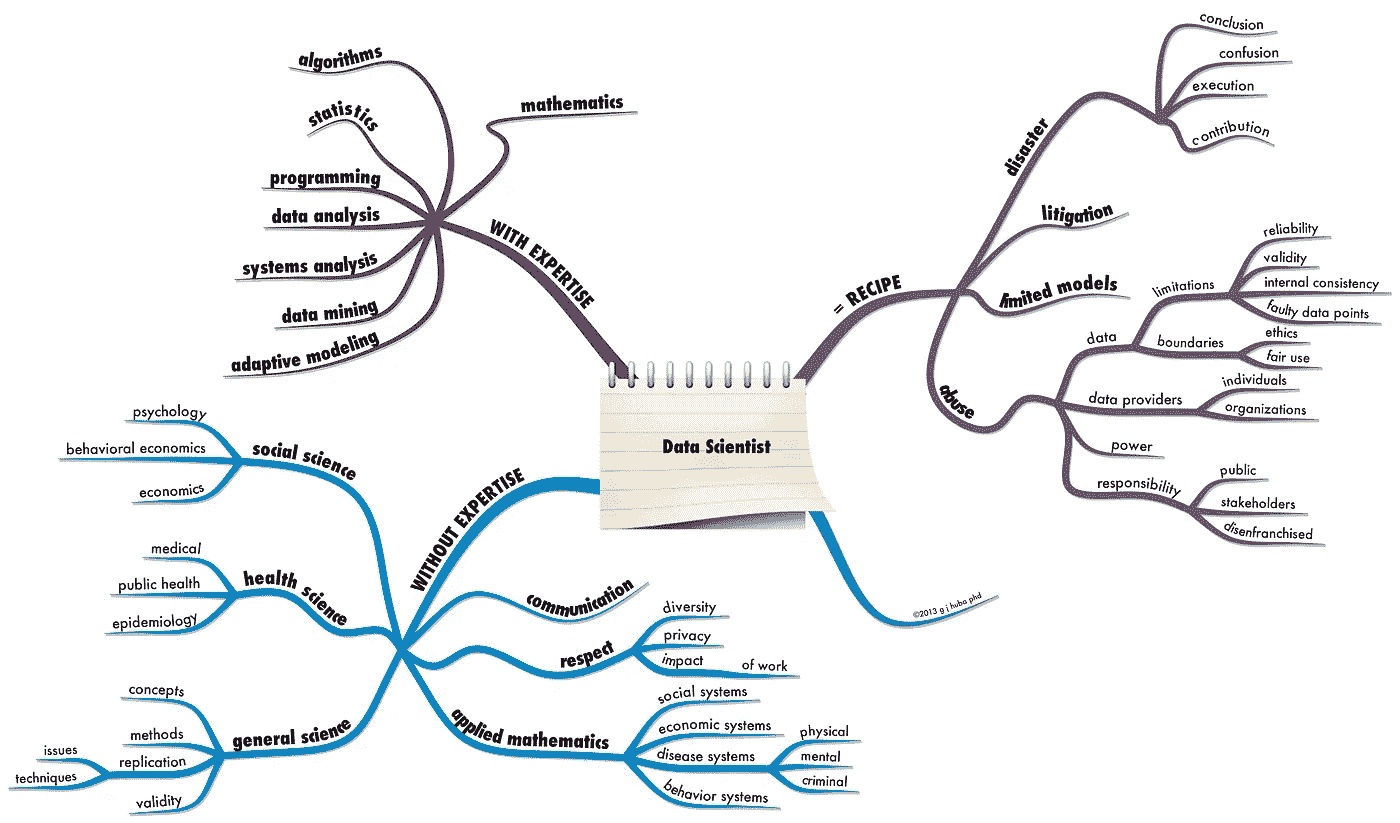 Data Scientist
WITH EXPERTISE
algorithms
statistics
mathematics
programming
data analysis
systems analysis
data mining
adaptive modeling
= RECIPE
disaster
conclusion
confusion
execution
contribution
litigation
limited models
abuse
data
limitations
reliability
validity
internal consistency
faulty data points
boundaries
ethics
fair use
data providers
individuals
organizations
power
responsibility
public
stakeholders
disenfranchised
WITHOUT EXPERTISE
social science
psychology
behavioral economics
economics
health science
medical
public health
epidemiology
general science
concepts
methods
replication
issues
techniques
validity
communication
respect
diversity
privacy
impact of work
applied mathematics
social systems
economic systems
disease systems
physical
mental
criminal
behavior systems
©2013 g j huba phd